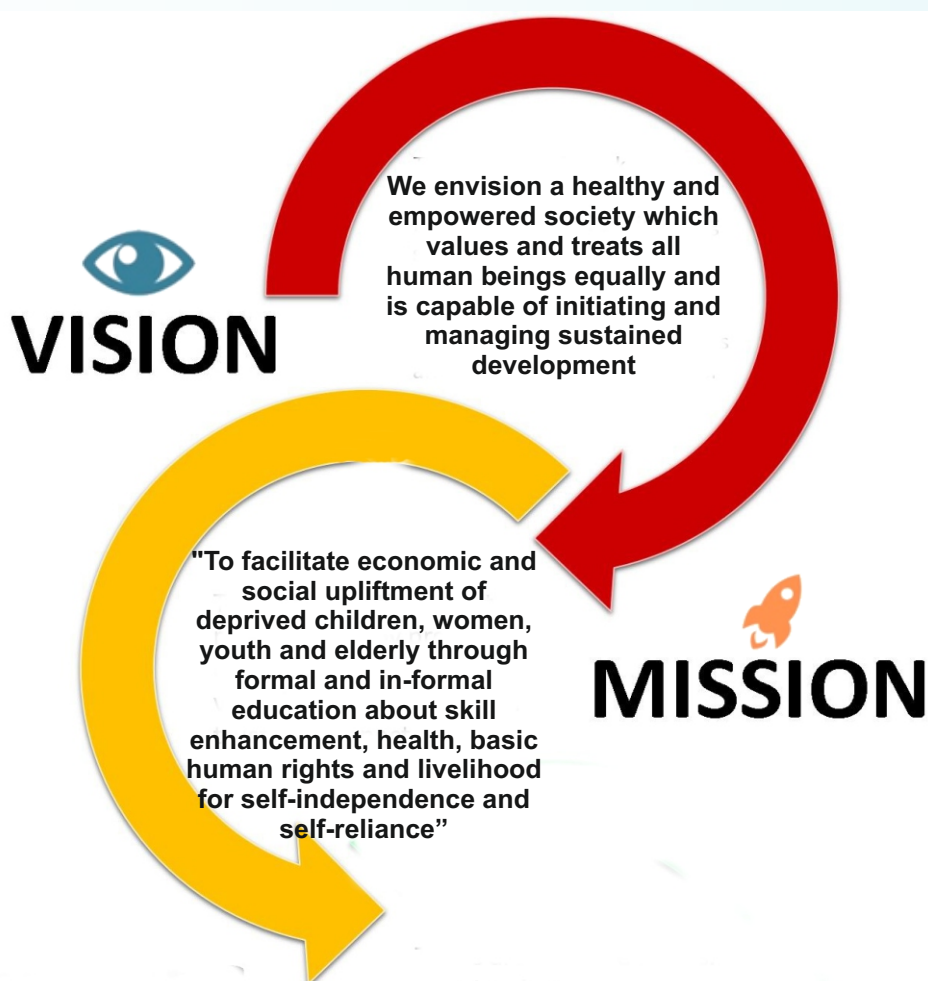 VISION
We envision a healthy and
empowered society which
values and treats all
human beings equally and
is capable of initiating and
managing sustained
development
MISSION
"To facilitate economic and
social upliftment of
deprived children, women,
youth and elderly through
formal and in-formal
education about skill
enhancement, health, basic
human rights and livelihood
for self-independence and
self-reliance”